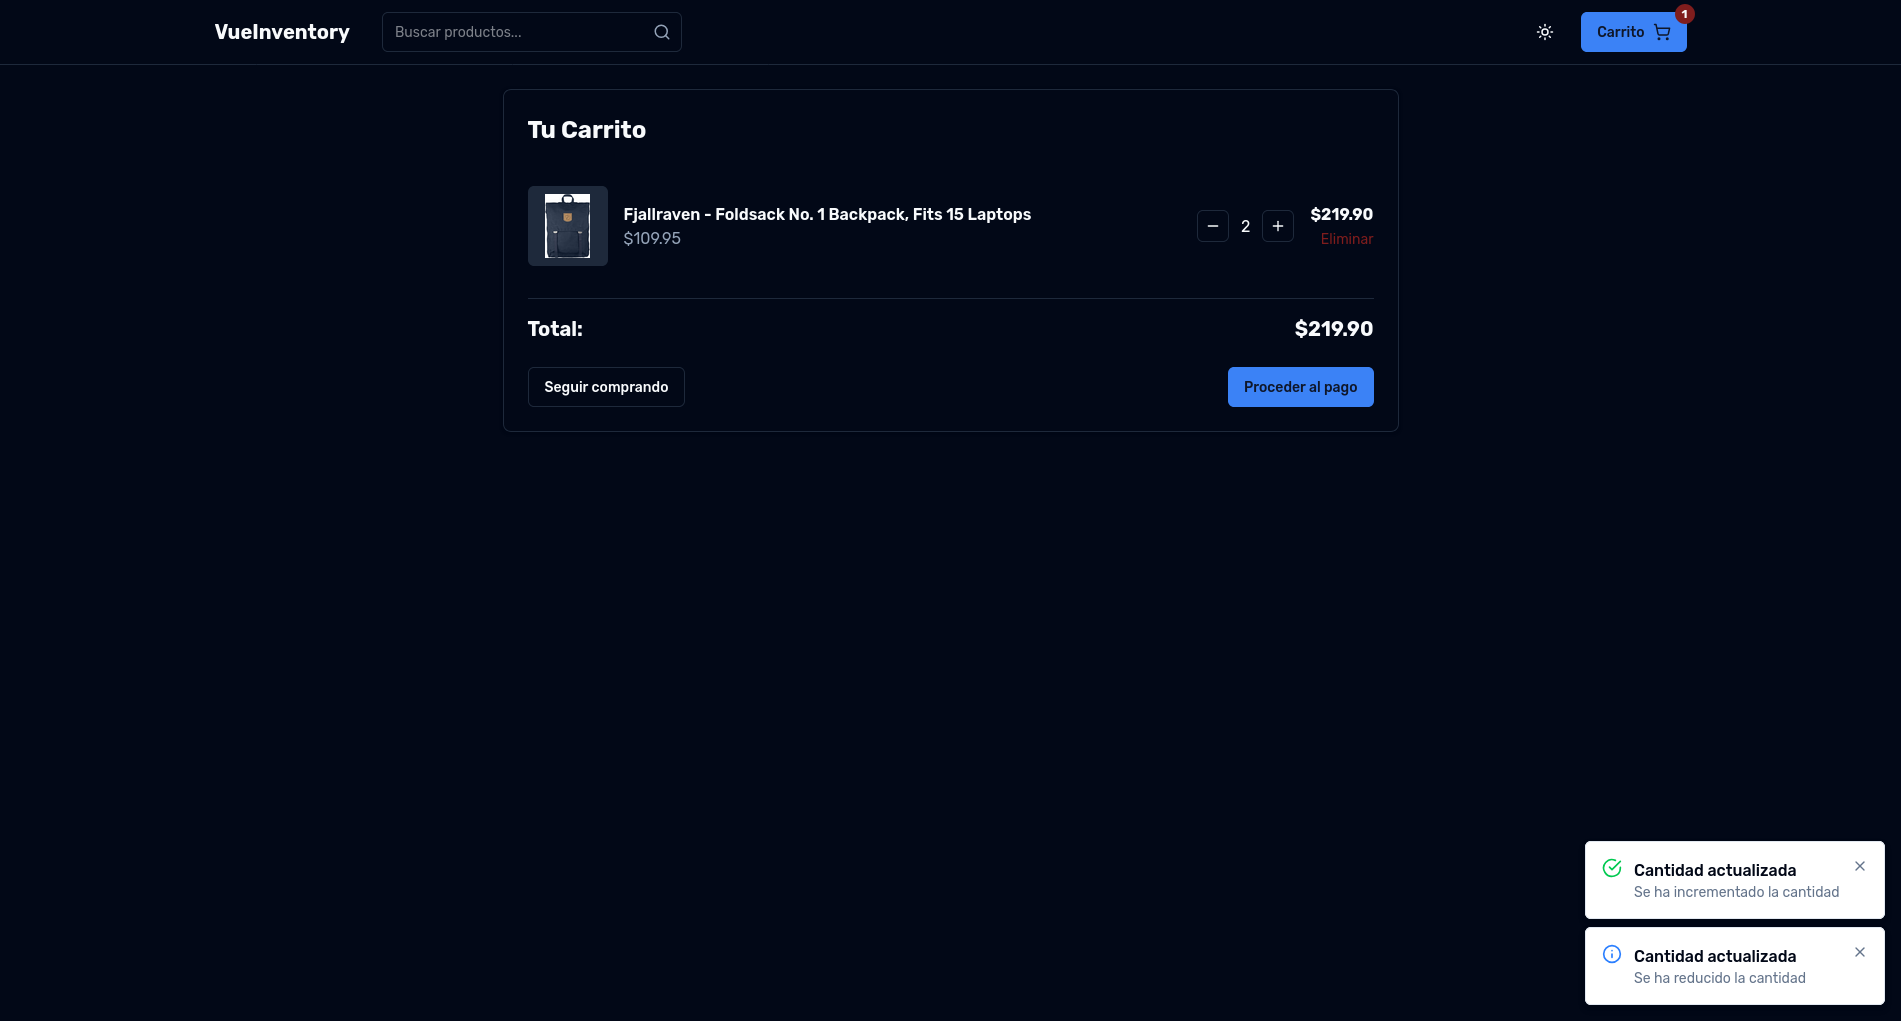 VueInventory
Buscar productos...
Carrito
1
Tu Carrito
Fjallraven - Foldsack No. 1 Backpack, Fits 15 Laptops
$109.95
2
$219.90
Eliminar
Total:
$219.90
Seguir comprando
Proceder al pago
Cantidad actualizada
Se ha incrementado la cantidad
Cantidad actualizada
Se ha reducido la cantidad